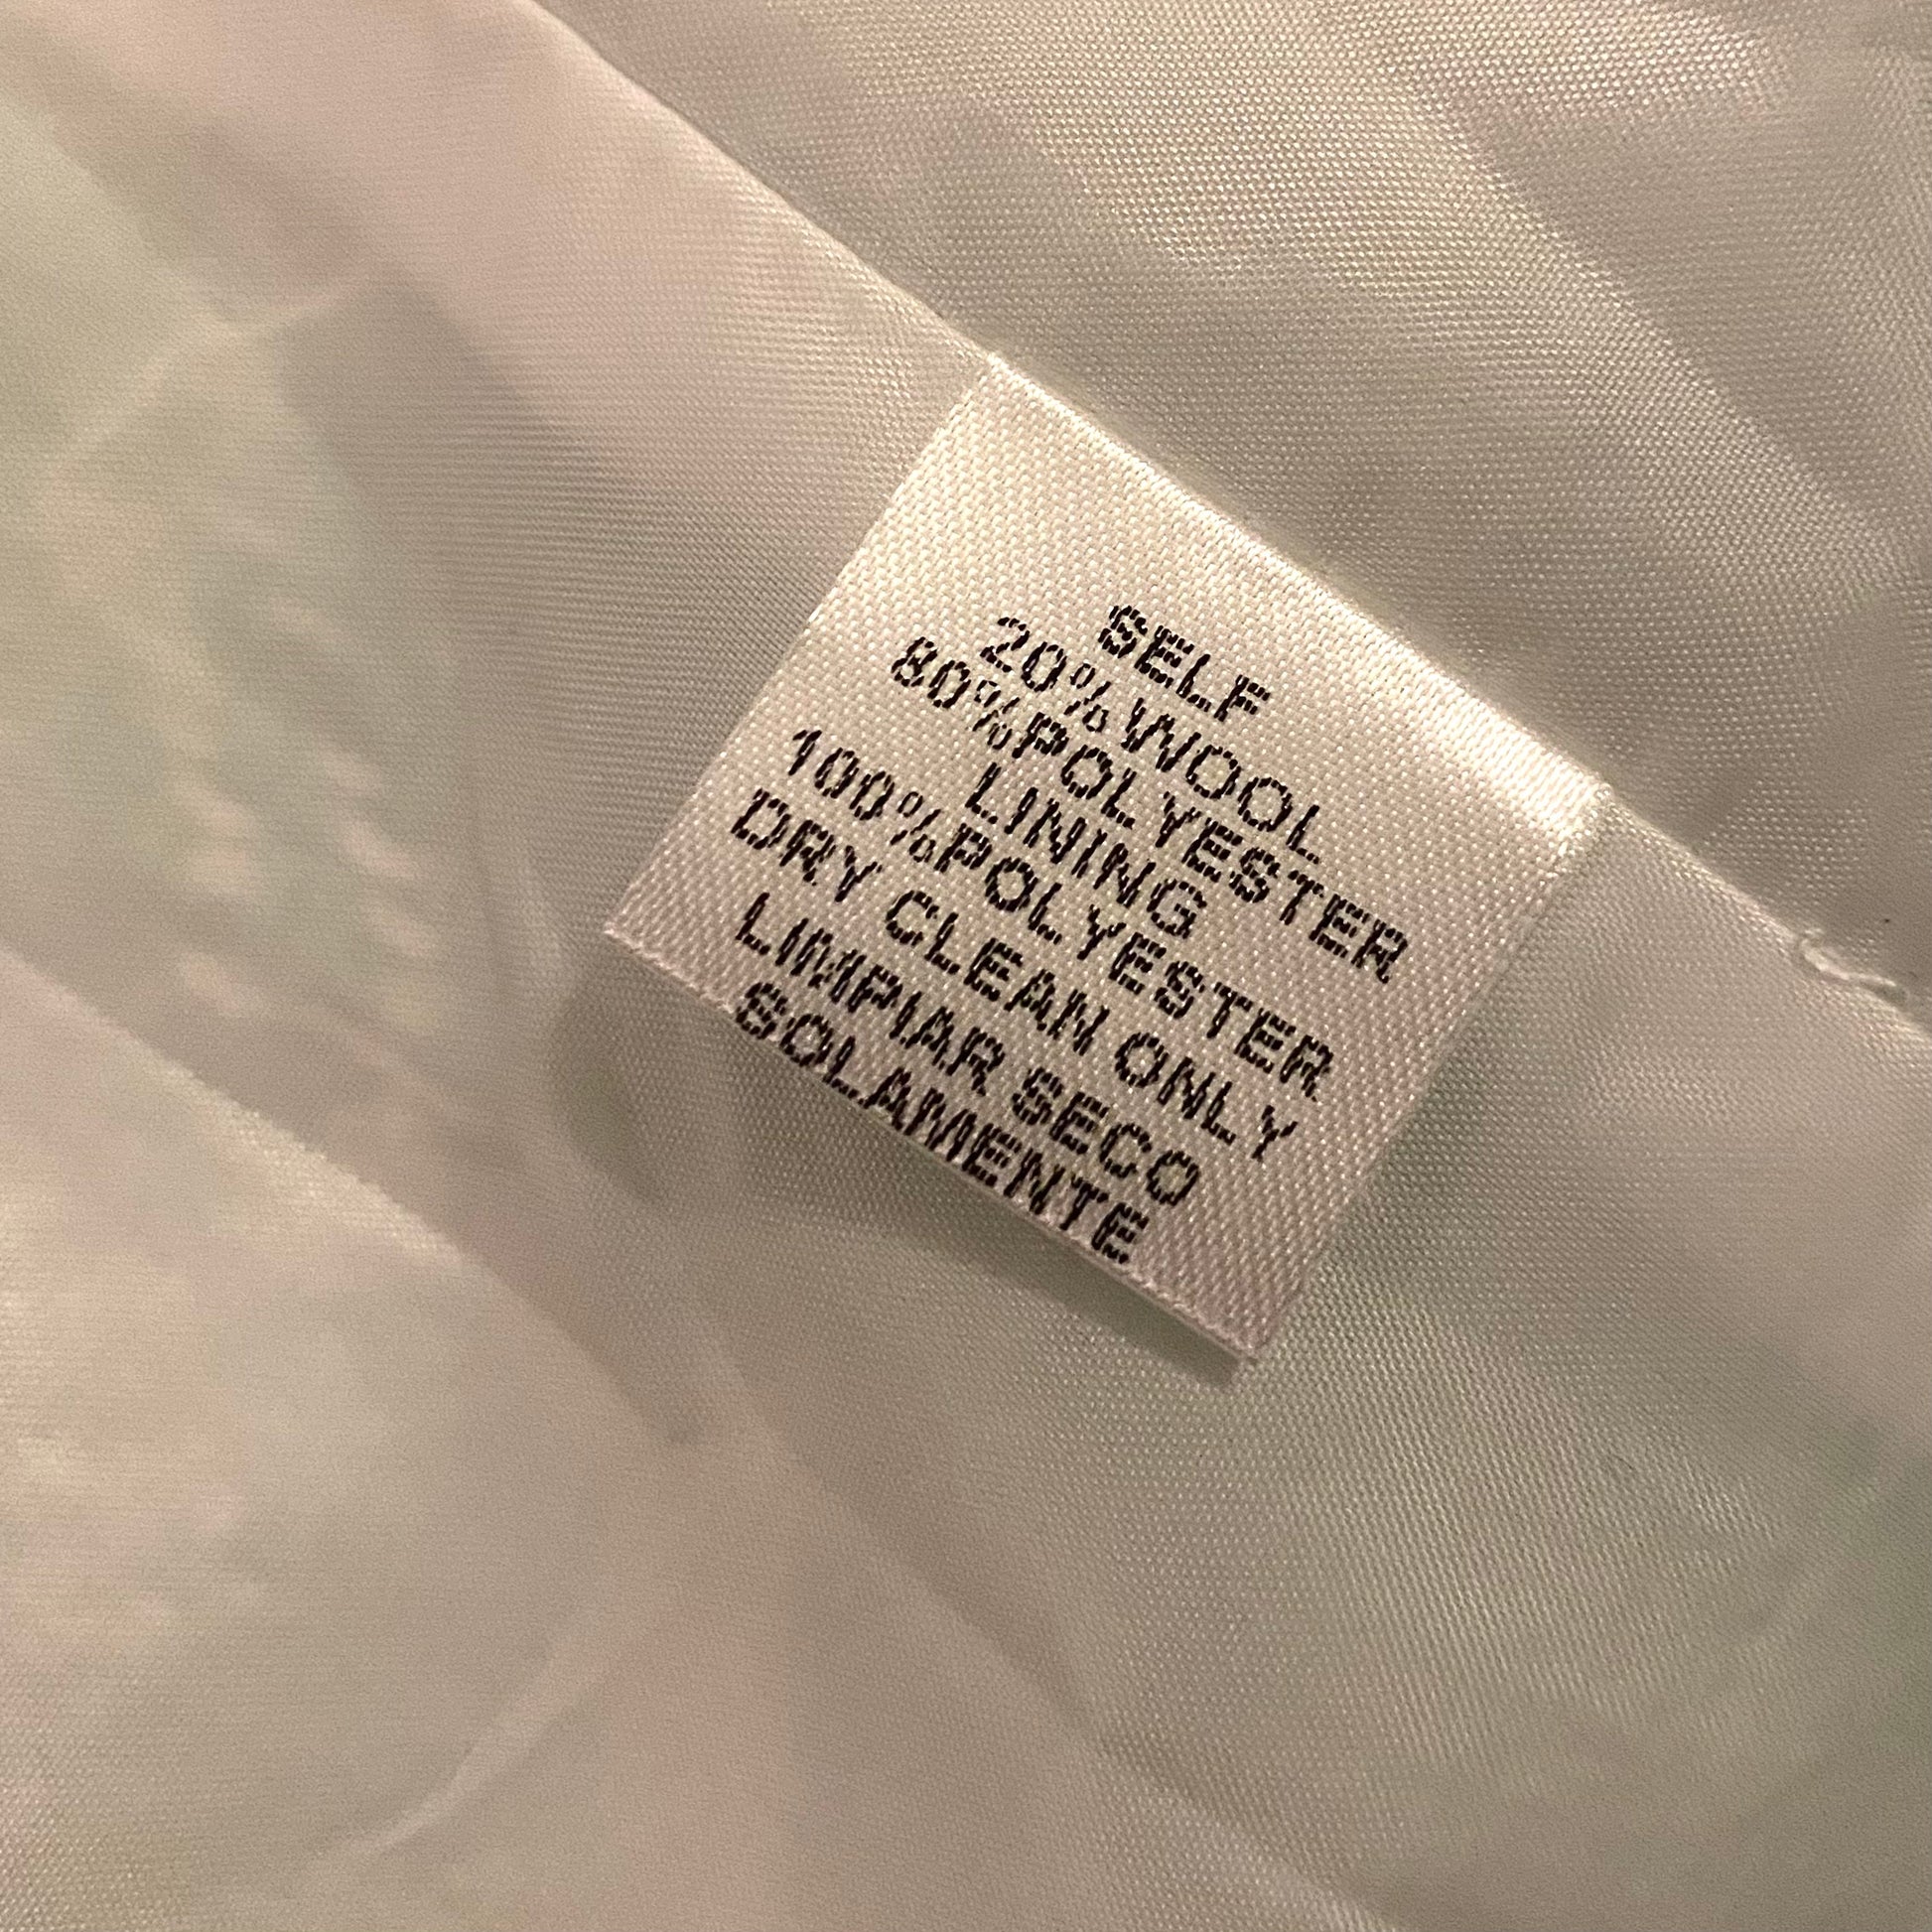 SELF
20%WOOL
80%POLYESTER
LINING
100%POLYESTER
DRY CLEAN ONLY
LIMPIAR SECO
SOLAMENTE